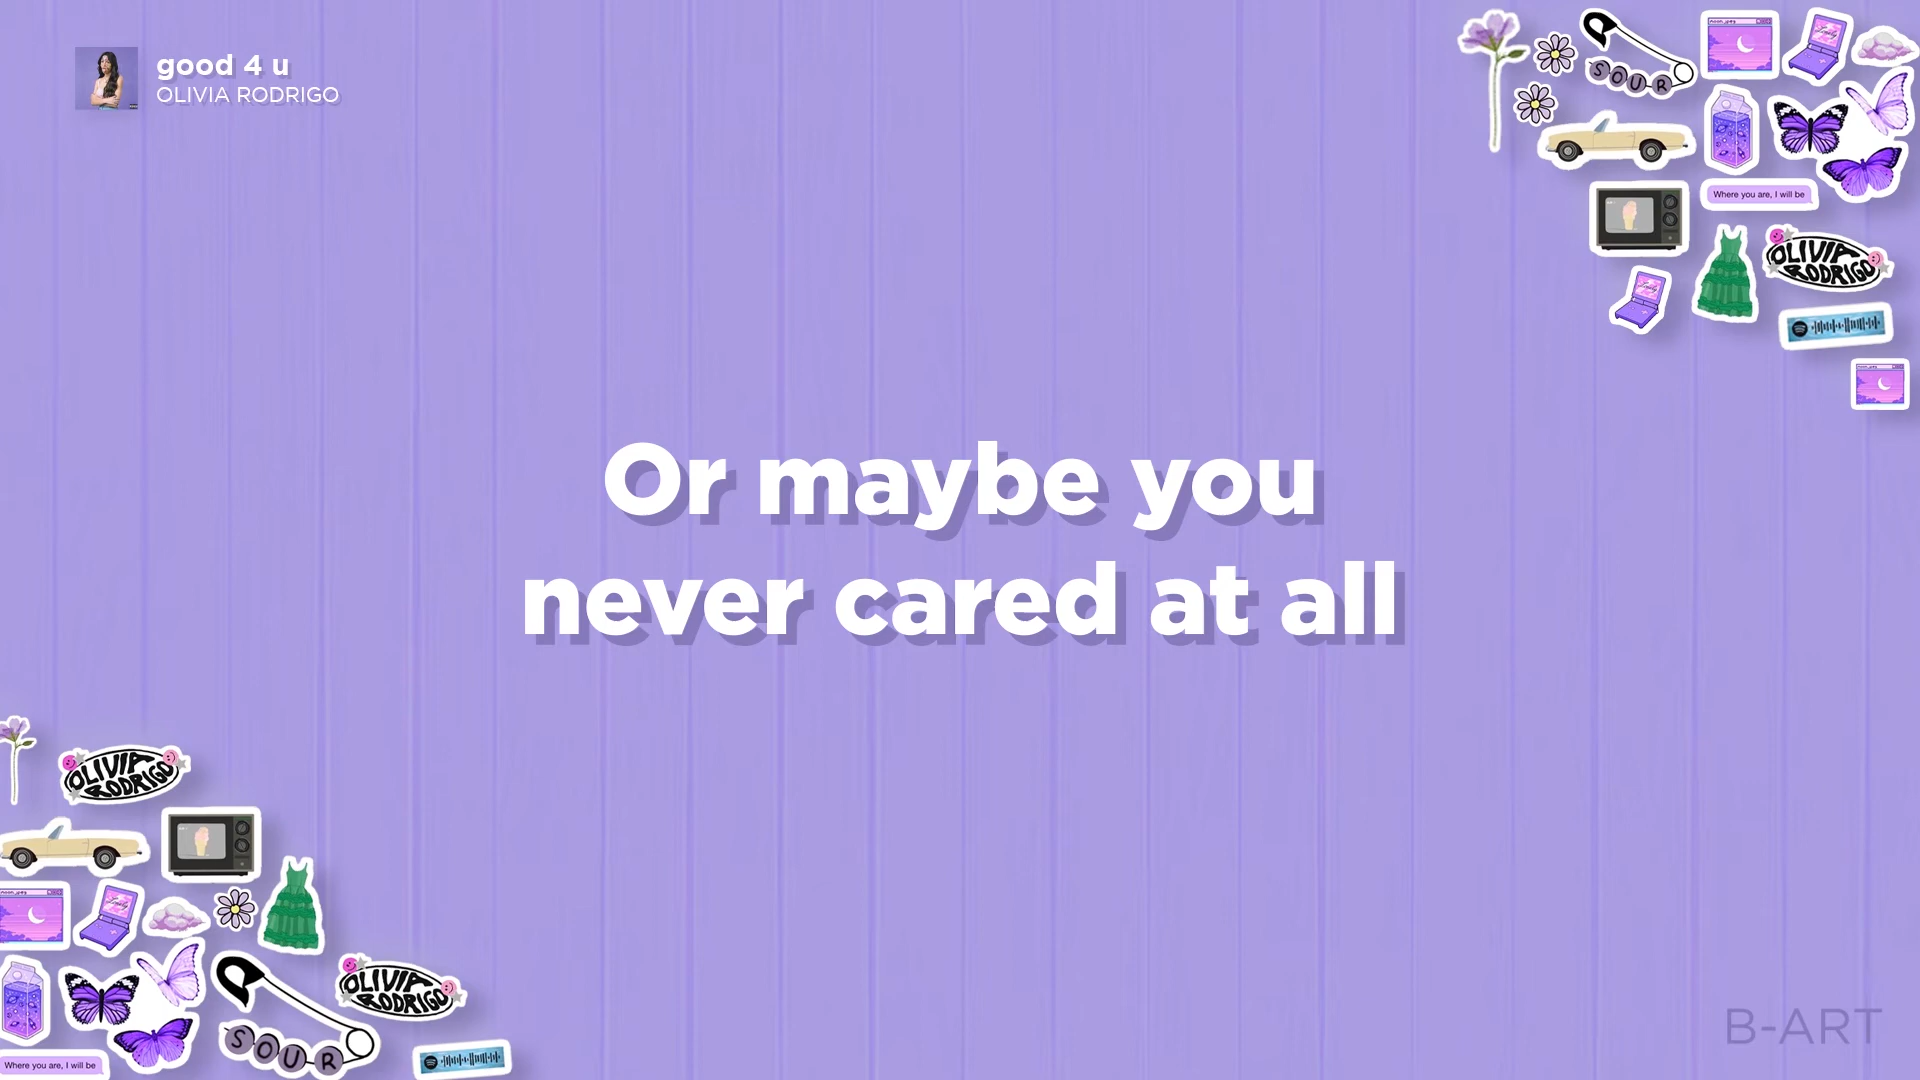 good 4 u
OLIVIA RODRIGO
SOUR
Where you are, I will be
OLIVIA
RODRIGO
Or maybe you
never cared at all
OLIVIA
RODRIGO
SOUR
OLIVIA
RODRIGO
Where you are, I will be
B-ART